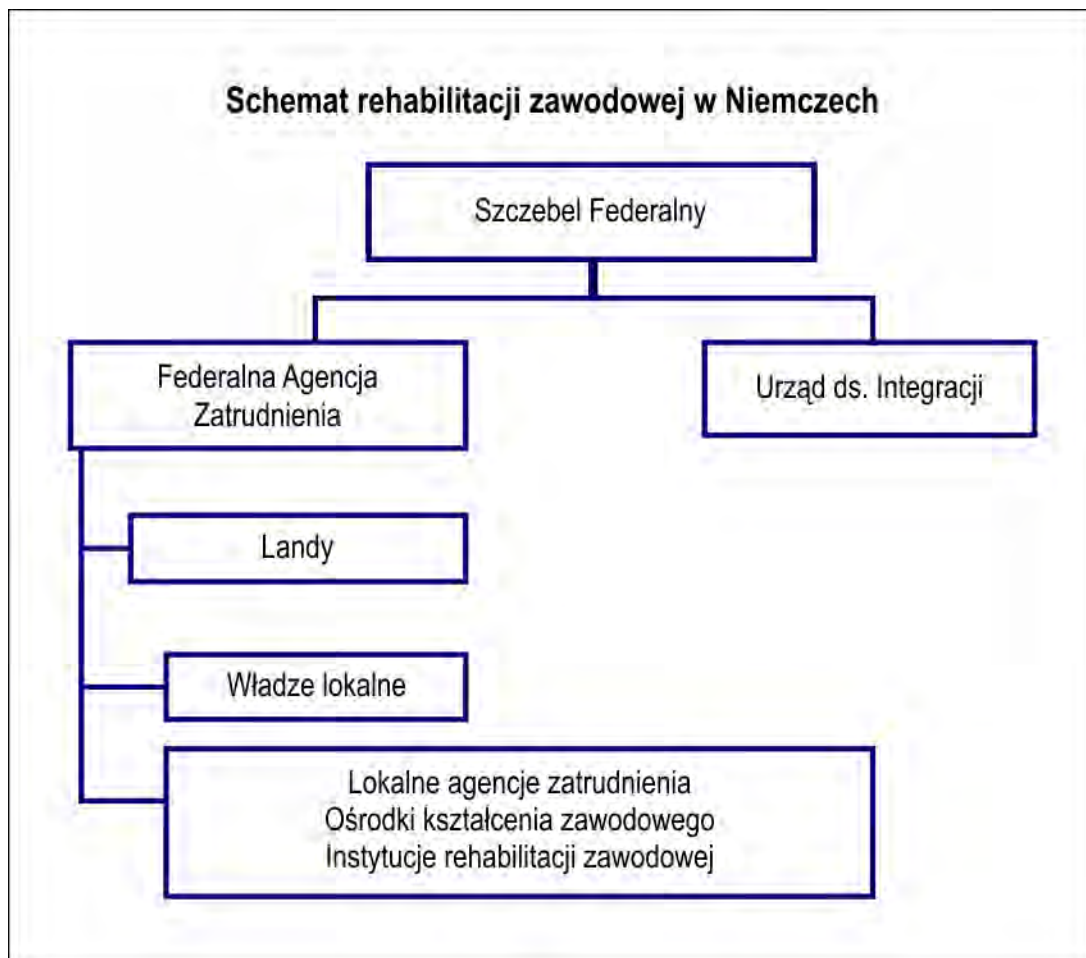 Schemat rehabilitacji zawodowej w Niemczech
Szczebel Federalny
Federalna Agencja
Zatrudnienia
Urząd ds. Integracji
Landy
Władze lokalne
Lokalne agencje zatrudnienia
Ośrodki kształcenia zawodowego
Instytucje rehabilitacji zawodowej